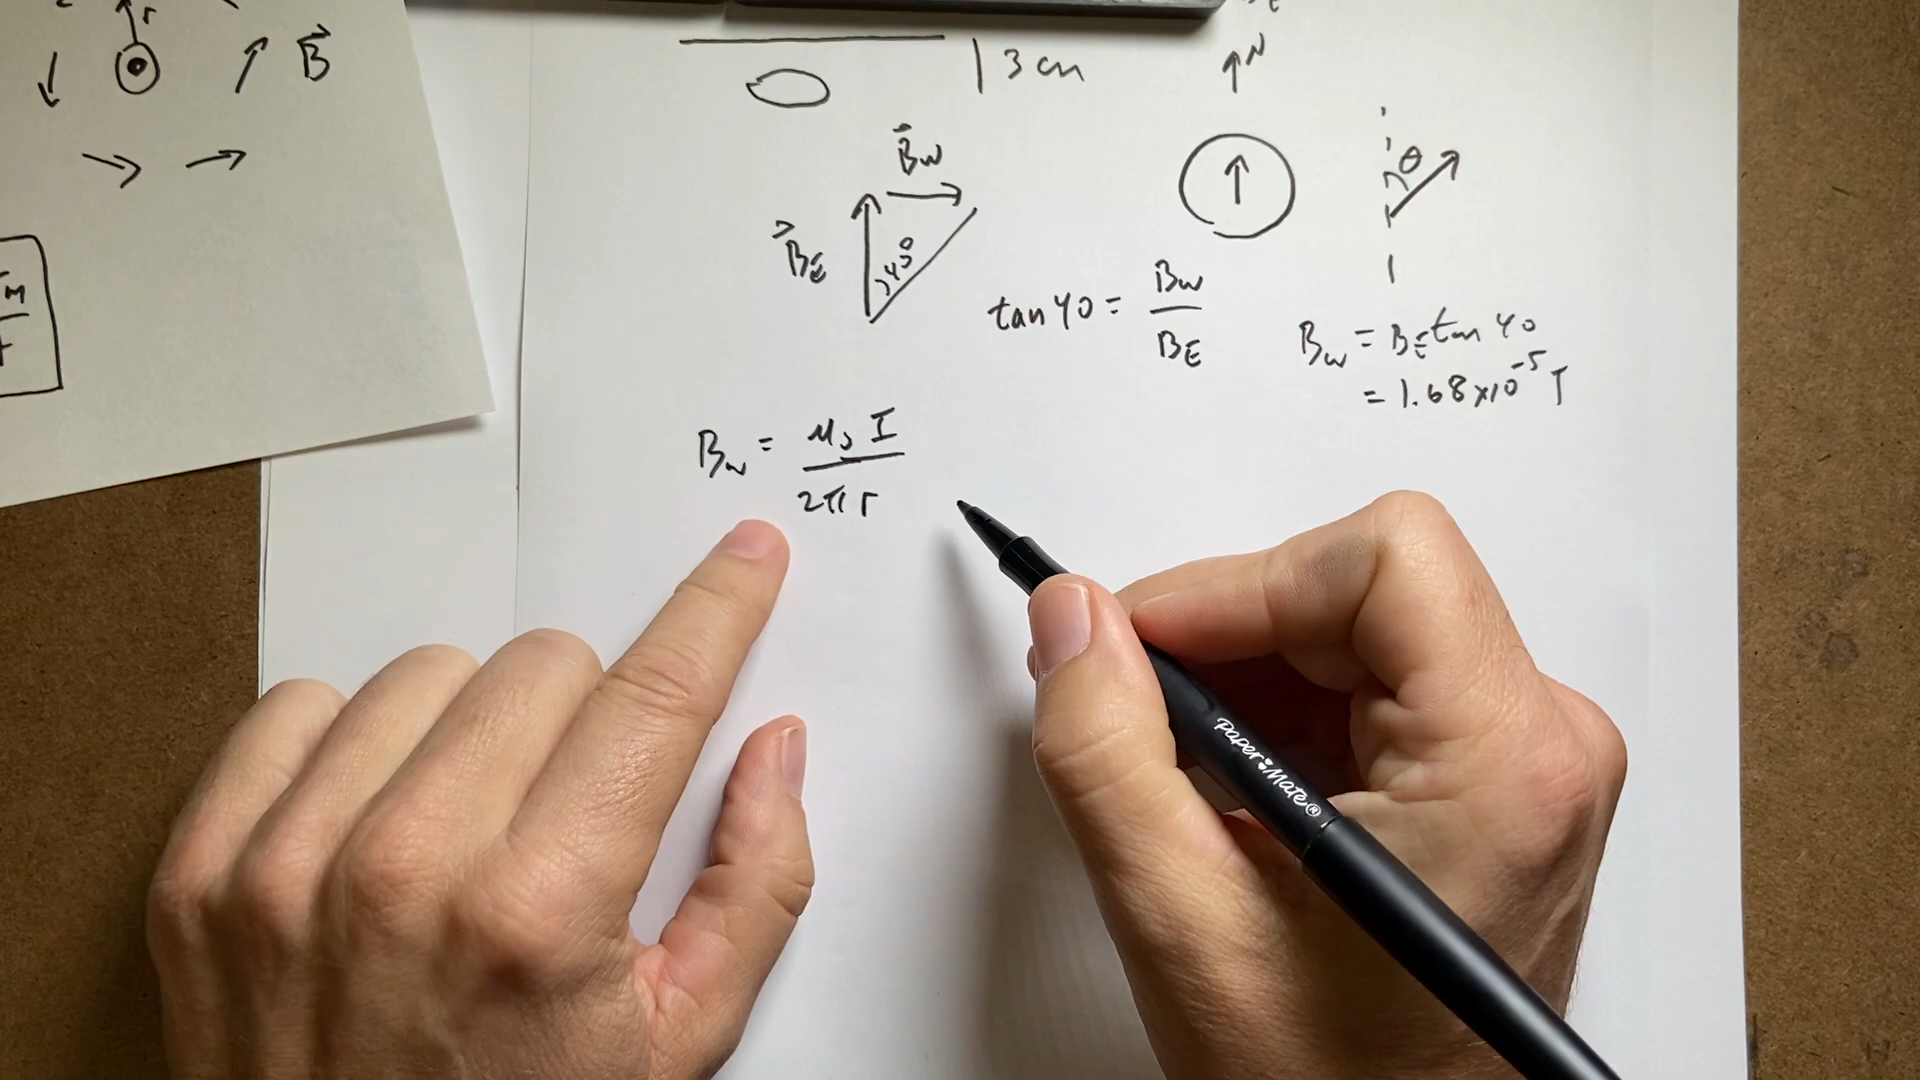 r
B⃗
3 cm
N
B⃗w
θ
B⃗E
40°
tan 40 = Bw / BE
Bw = BE tan 40
= 1.68 x 10⁻⁵ T
Bw = μ₀ I / 2π r
PAPER:MATE®